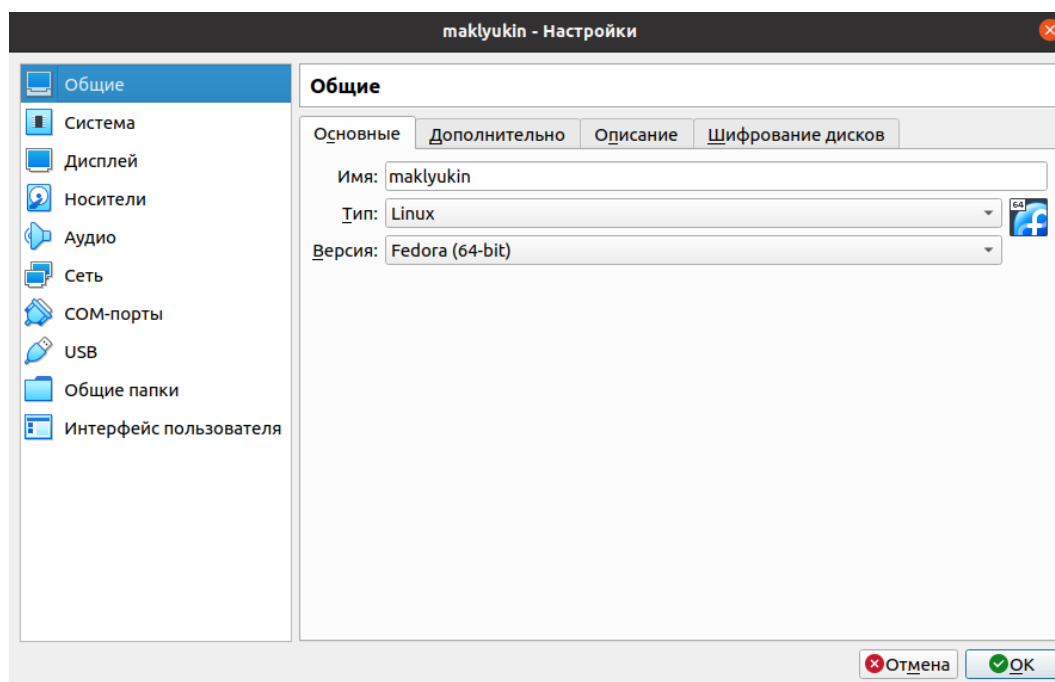 maklyukin - Настройки
Общие
Система
Дисплей
Носители
Аудио
Сеть
COM-порты
USB
Общие папки
Интерфейс пользователя
Общие
Основные Дополнительно Описание Шифрование дисков
Имя: maklyukin
Тип: Linux
64
Версия: Fedora (64-bit)
Отмена OK